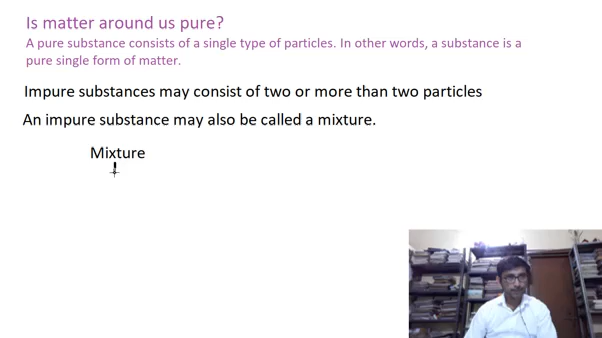 Is matter around us pure?
A pure substance consists of a single type of particles. In other words, a substance is a
pure single form of matter.
Impure substances may consist of two or more than two particles
An impure substance may also be called a mixture.
Mixture